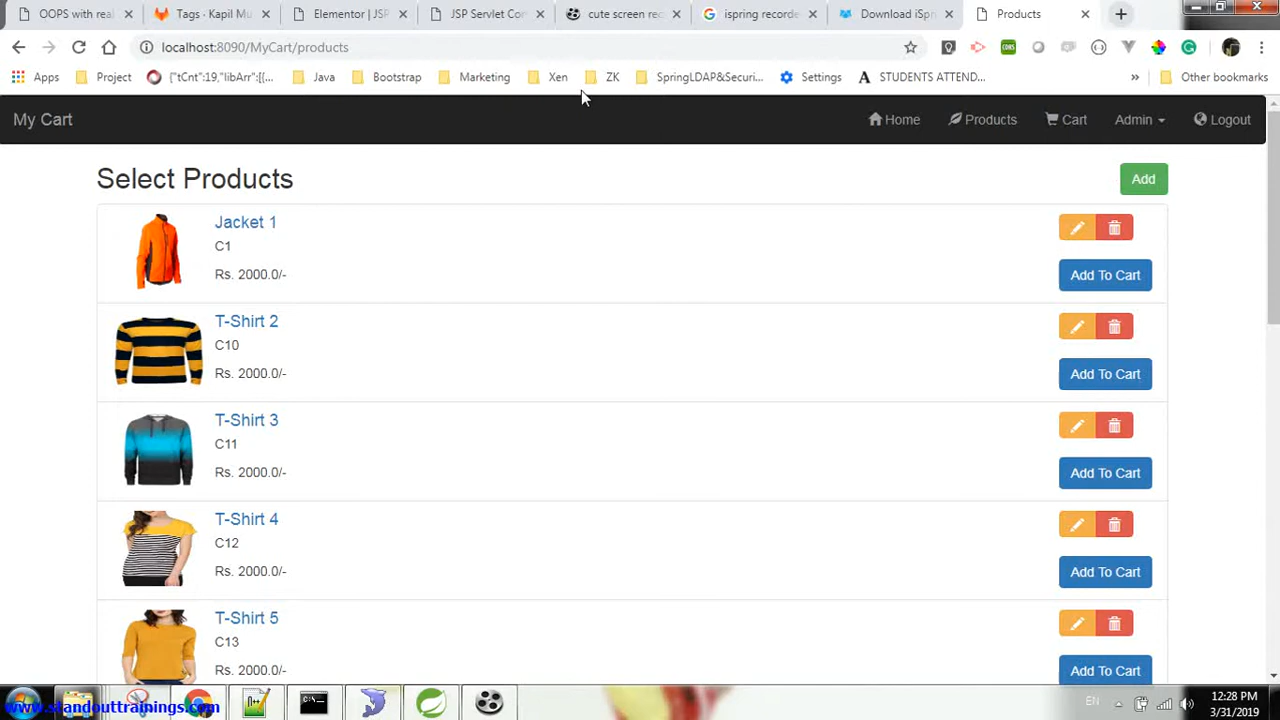 OOPS with real
Tags · Kapil Mu
Elementor | JSP
JSP Servlet C
cute screen rec
ispring recorde
Download iSpri
Products
localhost:8090/MyCart/products
Apps
Project
{"tCnt":19,"libArr":[{...
Java
Bootstrap
Marketing
Xen
ZK
SpringLDAP&Securi...
Settings
STUDENTS ATTEND...
»
Other bookmarks
My Cart
Home
Products
Cart
Admin
Logout
Select Products
Add
Jacket 1
C1
Rs. 2000.0/-
Add To Cart
T-Shirt 2
C10
Rs. 2000.0/-
Add To Cart
T-Shirt 3
C11
Rs. 2000.0/-
Add To Cart
T-Shirt 4
C12
Rs. 2000.0/-
Add To Cart
T-Shirt 5
C13
Rs. 2000.0/-
Add To Cart
www.standouttrainings.com
EN
12:28 PM
3/31/2019